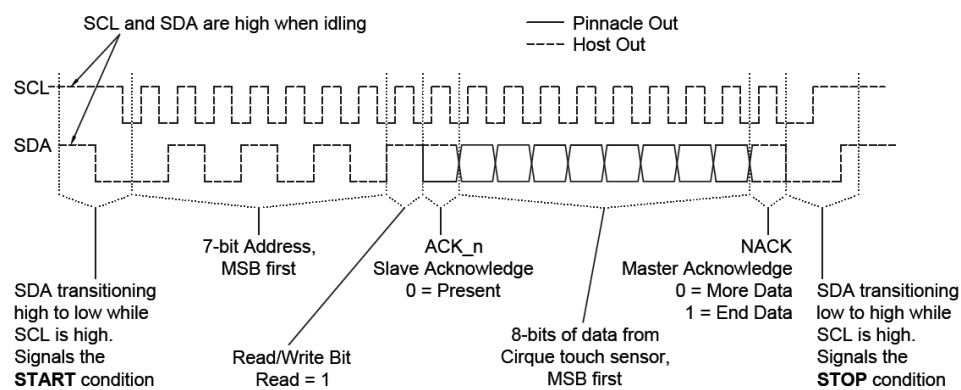 SCL and SDA are high when idling
Pinnacle Out
Host Out
SCL
SDA
7-bit Address,
MSB first
ACK_n
Slave Acknowledge
0 = Present
NACK
Master Acknowledge
0 = More Data
1 = End Data
SDA transitioning
high to low while
SCL is high.
Signals the
START condition
Read/Write Bit
Read = 1
8-bits of data from
Cirque touch sensor,
MSB first
SDA transitioning
low to high while
SCL is high.
Signals the
STOP condition